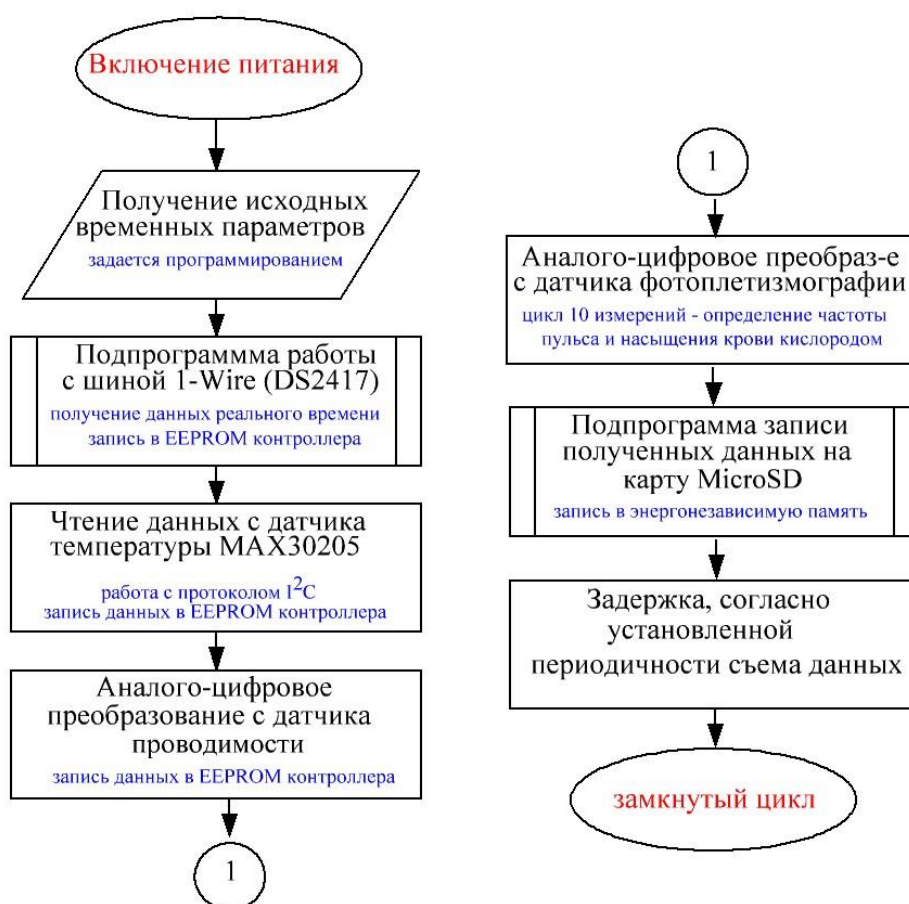 Включение питания
Получение исходных
временных параметров
задается программированием
Подпрограммма работы
с шиной 1-Wire (DS2417)
получение данных реального времени
запись в EEPROM контроллера
Чтение данных с датчика
температуры MAX30205
работа с протоколом I²C
запись данных в EEPROM контроллера
Аналого-цифровое
преобразование с датчика
проводимости
запись данных в EEPROM контроллера
1
1
Аналого-цифровое преобраз-е
с датчика фотоплетизмографии
цикл 10 измерений - определение частоты
пульса и насыщения крови кислородом
Подпрограмма записи
полученных данных на
карту MicroSD
запись в энергонезависимую память
Задержка, согласно
установленной
периодичности съема данных
замкнутый цикл